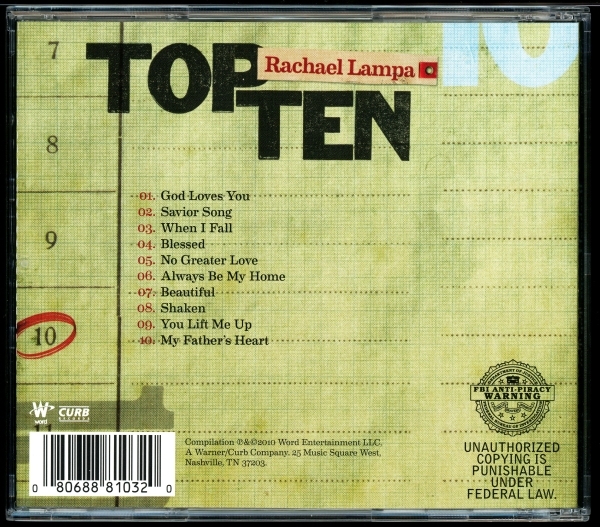 7
10
TOP
Rachael Lampa
TEN
8
9
10
01. God Loves You
02. Savior Song
03. When I Fall
04. Blessed
05. No Greater Love
06. Always Be My Home
07. Beautiful
08. Shaken
09. You Lift Me Up
10. My Father's Heart
W
word
CURB
RECORDS
0 80688 81032 0
Compilation ℗&©2010 Word Entertainment LLC,
A Warner/Curb Company. 25 Music Square West,
Nashville, TN 37203.
FBI ANTI-PIRACY
WARNING
UNAUTHORIZED
COPYING IS
PUNISHABLE
UNDER
FEDERAL LAW.